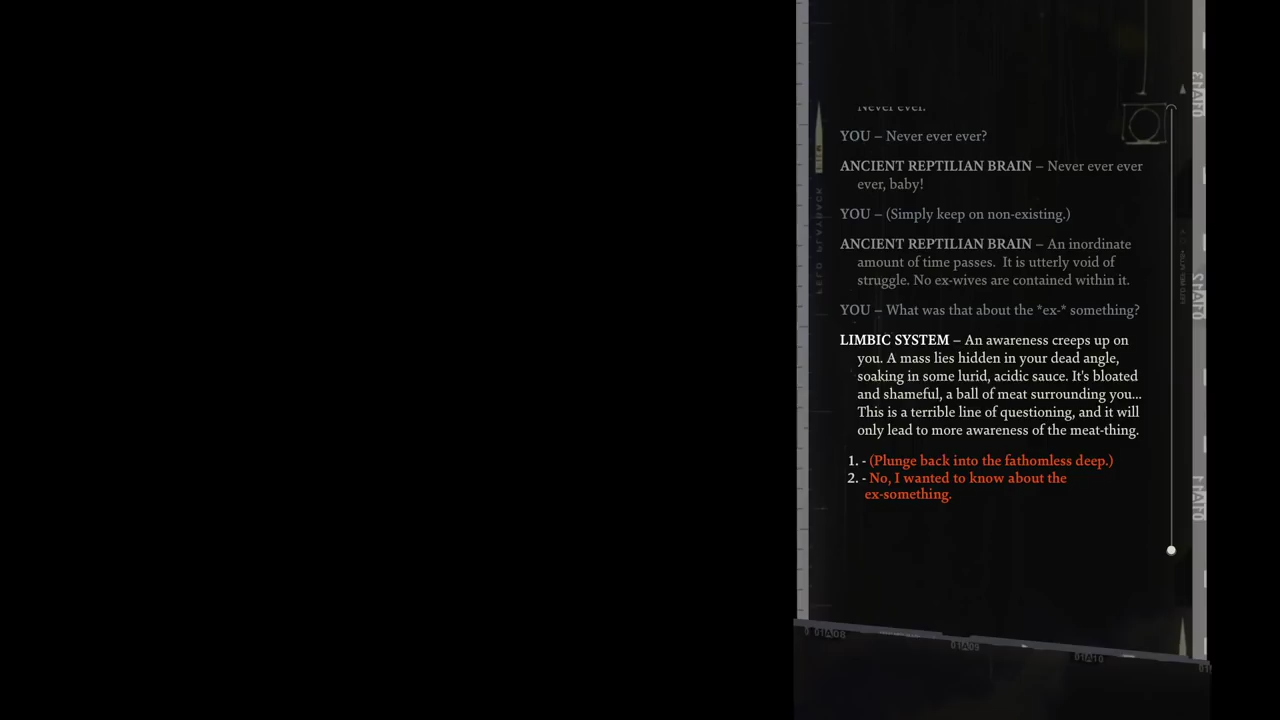 Never ever.
YOU – Never ever ever?
ANCIENT REPTILIAN BRAIN – Never ever ever
ever, baby!
YOU – (Simply keep on non-existing.)
ANCIENT REPTILIAN BRAIN – An inordinate
amount of time passes. It is utterly void of
struggle. No ex-wives are contained within it.
YOU – What was that about the *ex-* something?
LIMBIC SYSTEM – An awareness creeps up on
you. A mass lies hidden in your dead angle,
soaking in some lurid, acidic sauce. It's bloated
and shameful, a ball of meat surrounding you...
This is a terrible line of questioning, and it will
only lead to more awareness of the meat-thing.
1. - (Plunge back into the fathomless deep.)
2. - No, I wanted to know about the
ex-something.
01A08
01A09
01A10